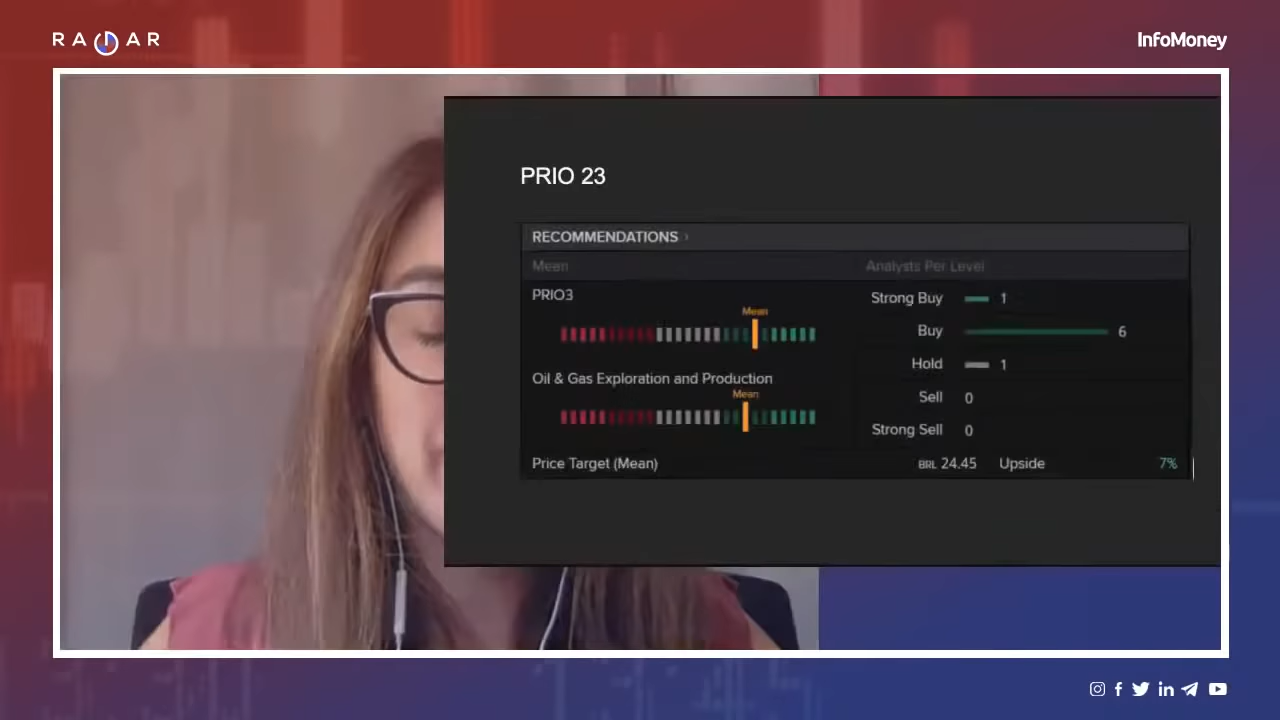 RADAR
InfoMoney
PRIO 23
RECOMMENDATIONS ›
Mean
Analysts Per Level
PRIO3
Mean
Strong Buy 1
Buy 6
Hold 1
Oil & Gas Exploration and Production
Mean
Sell 0
Strong Sell 0
Price Target (Mean) BRL 24.45 Upside 7%